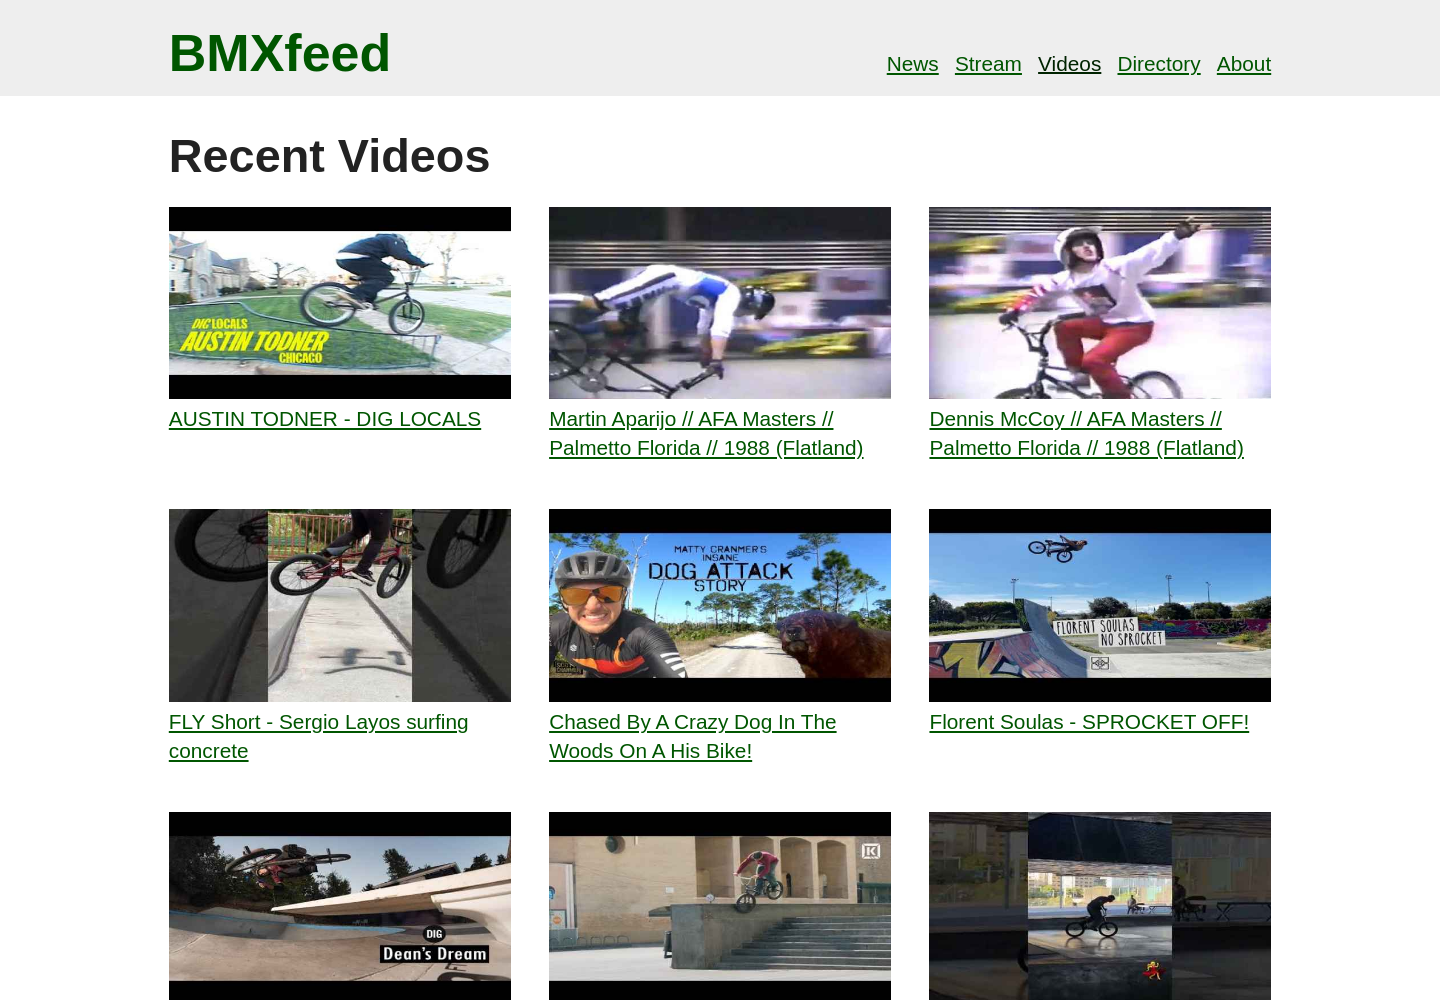 BMXfeed
News Stream Videos Directory About
Recent Videos
DIG LOCALS
AUSTIN TODNER
CHICAGO
AUSTIN TODNER - DIG LOCALS
Martin Aparijo // AFA Masters //
Palmetto Florida // 1988 (Flatland)
Dennis McCoy // AFA Masters //
Palmetto Florida // 1988 (Flatland)
FLY Short - Sergio Layos surfing
concrete
MATTY CRANMER'S
INSANE
DOG ATTACK
STORY
Chased By A Crazy Dog In The
Woods On A His Bike!
FLORENT SOULAS
NO SPROCKET
Florent Soulas - SPROCKET OFF!
DIG
Dean's Dream